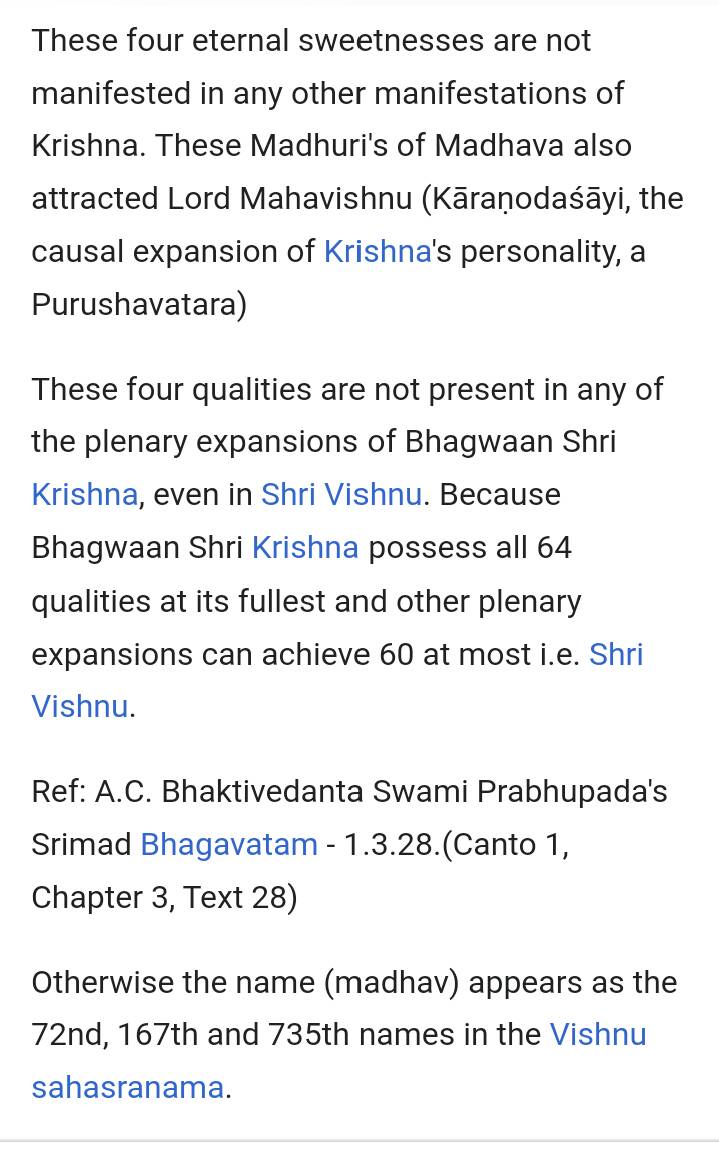 These four eternal sweetnesses are not
manifested in any other manifestations of
Krishna. These Madhuri's of Madhava also
attracted Lord Mahavishnu (Kāraṇodaśāyi, the
causal expansion of Krishna's personality, a
Purushavatara)
These four qualities are not present in any of
the plenary expansions of Bhagwaan Shri
Krishna, even in Shri Vishnu. Because
Bhagwaan Shri Krishna possess all 64
qualities at its fullest and other plenary
expansions can achieve 60 at most i.e. Shri
Vishnu.
Ref: A.C. Bhaktivedanta Swami Prabhupada's
Srimad Bhagavatam - 1.3.28.(Canto 1,
Chapter 3, Text 28)
Otherwise the name (madhav) appears as the
72nd, 167th and 735th names in the Vishnu
sahasranama.